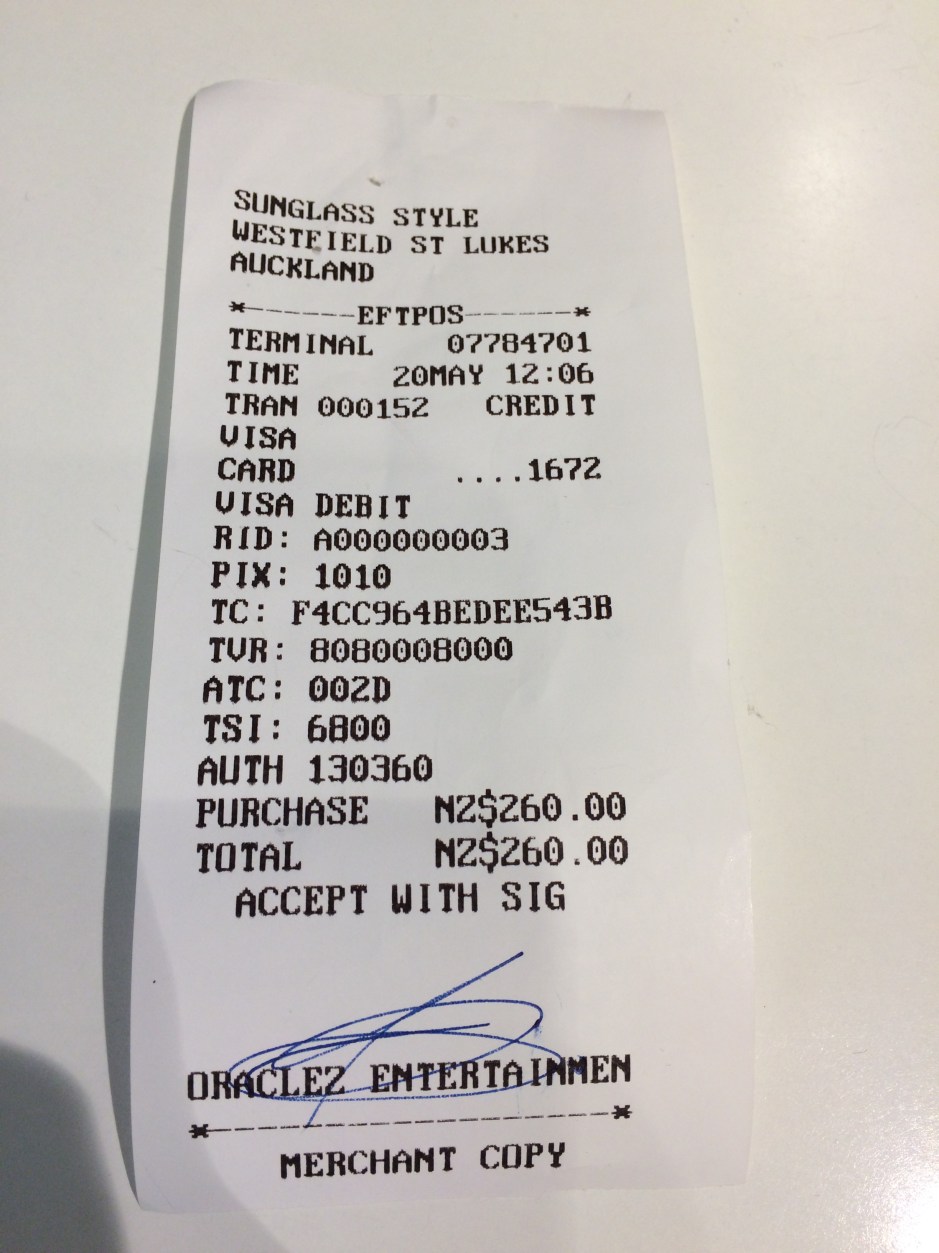 SUNGLASS STYLE
WESTFIELD ST LUKES
AUCKLAND
*-------EFTPOS-------*
TERMINAL 07784701
TIME 20MAY 12:06
TRAN 000152 CREDIT
VISA
CARD ....1672
VISA DEBIT
RID: A000000003
PIX: 1010
TC: F4CC964BEDEE543B
TVR: 8080008000
ATC: 002D
TSI: 6800
AUTH 130360
PURCHASE NZ$260.00
TOTAL NZ$260.00
ACCEPT WITH SIG
ORACLEZ ENTERTAINMEN
*--------------------*
MERCHANT COPY